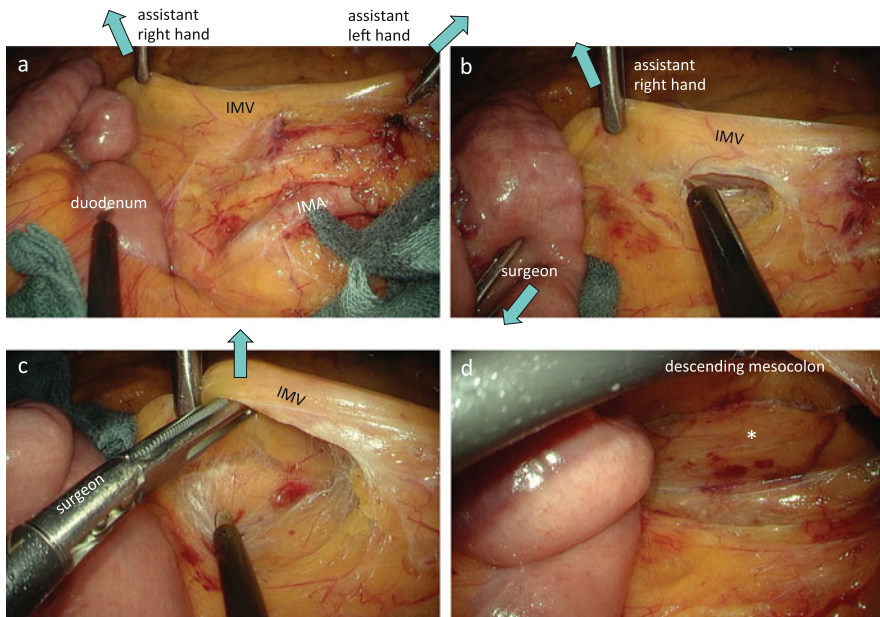 assistant
right hand
assistant
left hand
a
IMV
duodenum
IMA
b
assistant
right hand
IMV
surgeon
c
IMV
surgeon
d
descending mesocolon
*